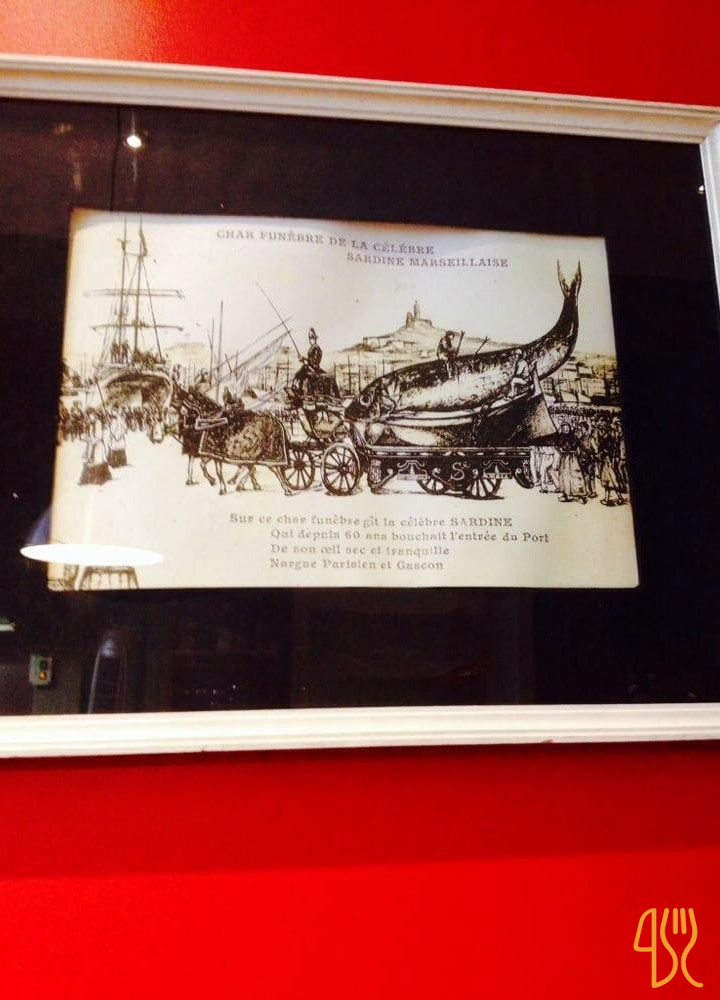 CHAR FUNÈBRE DE LA CÉLÈBRE
SARDINE MARSEILLAISE
Sur ce char funèbre gît la célèbre SARDINE
Qui depuis 60 ans bouchait l'entrée du Port
De son œil sec et tranquille
Nargue Parisien et Gascon